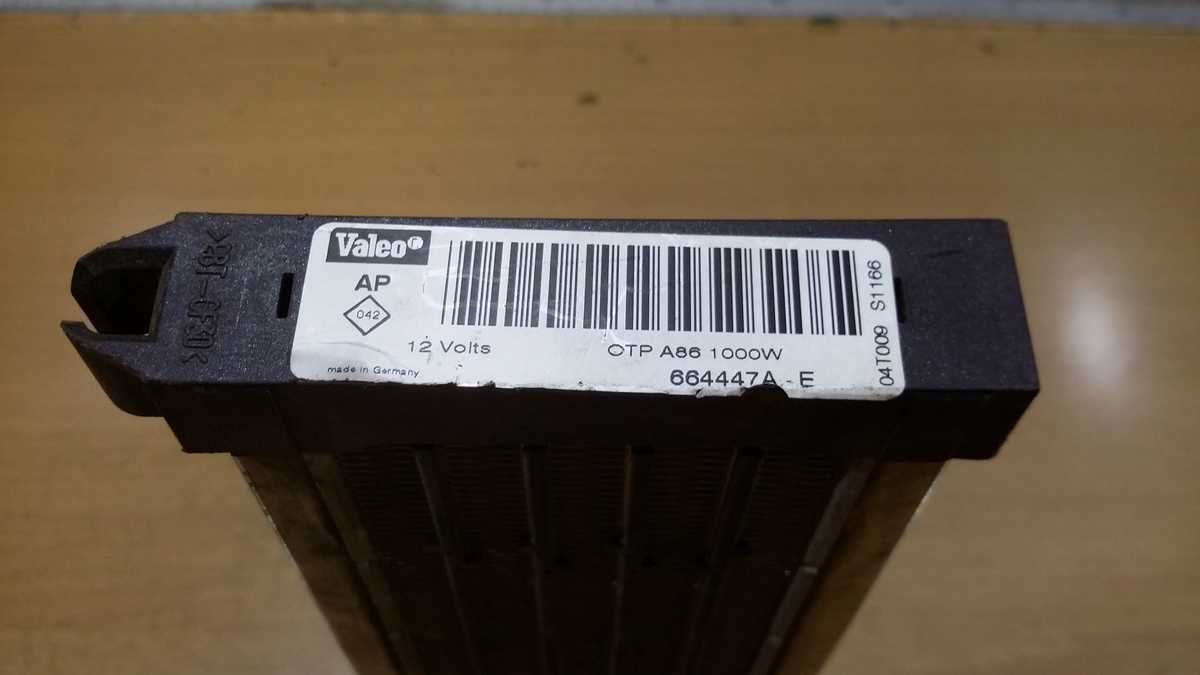 Valeo
AP
042
12 Volts
CTP A86 1000W
made in Germany
664447A - E
04T009 S1166